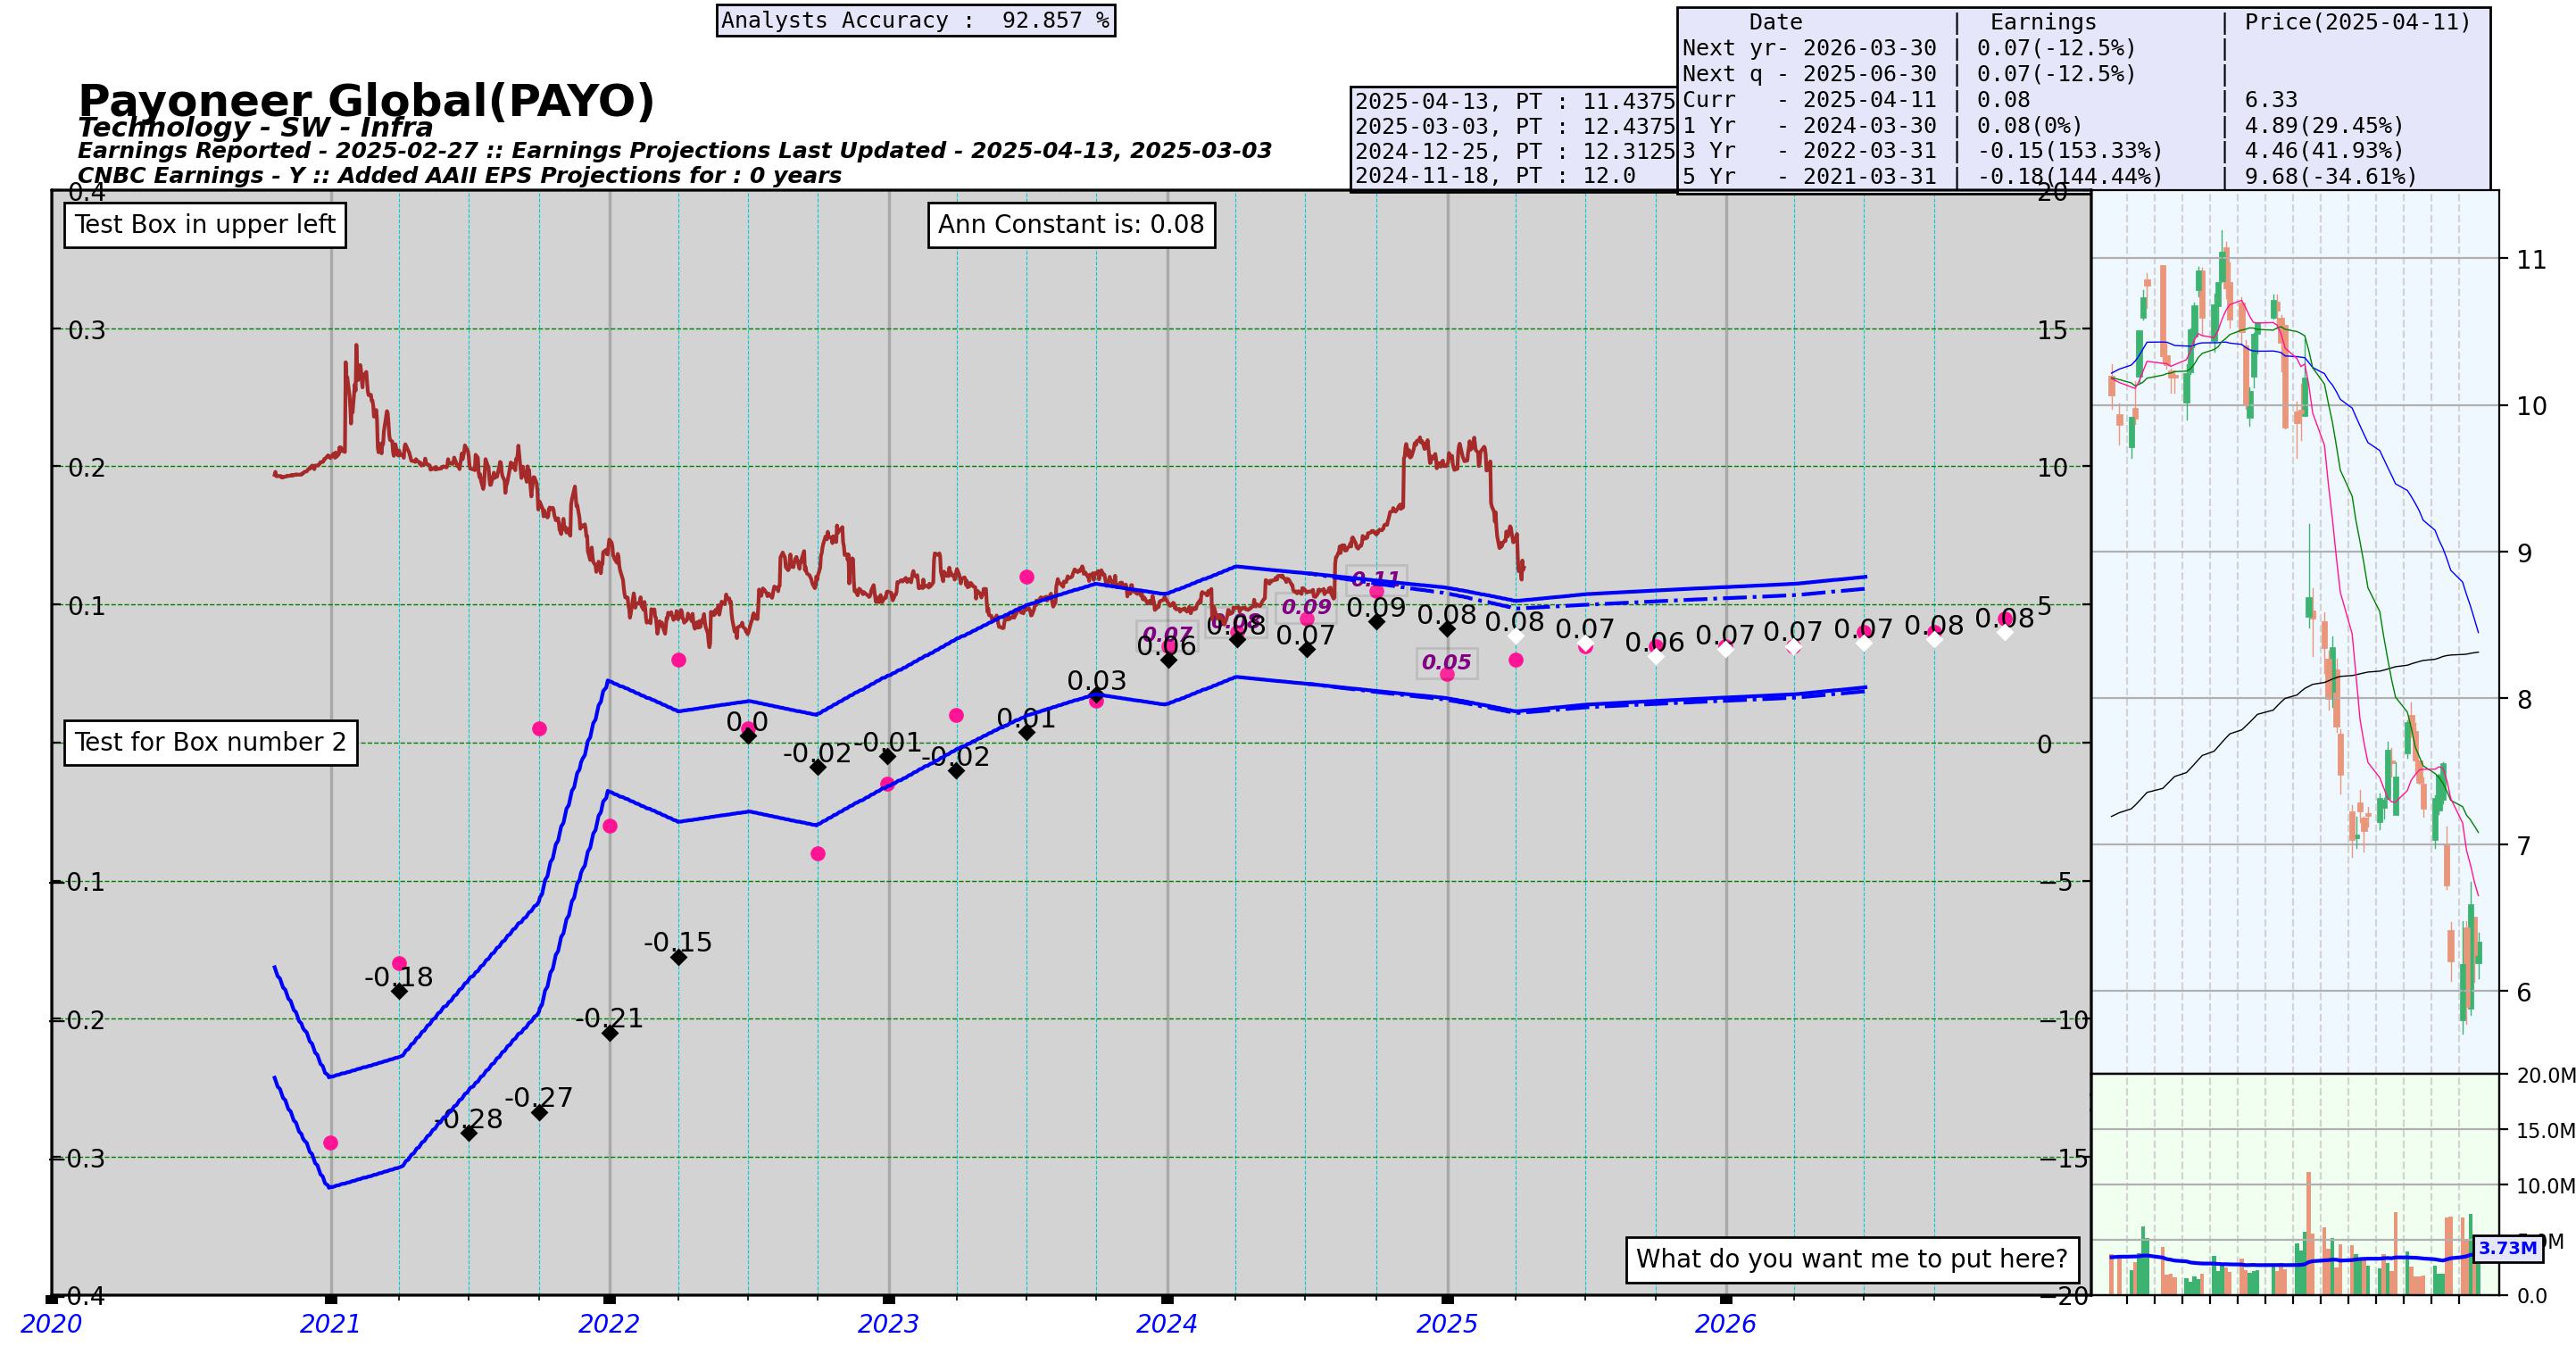 Analysts Accuracy :  92.857 %
Date | Earnings | Price(2025-04-11)
Next yr- 2026-03-30 | 0.07(-12.5%) |
Next q - 2025-06-30 | 0.07(-12.5%) |
Curr - 2025-04-11 | 0.08 | 6.33
1 Yr - 2024-03-30 | 0.08(0%) | 4.89(29.45%)
3 Yr - 2022-03-31 | -0.15(153.33%) | 4.46(41.93%)
5 Yr - 2021-03-31 | -0.18(144.44%) | 9.68(-34.61%)
2025-04-13, PT : 11.4375
2025-03-03, PT : 12.4375
2024-12-25, PT : 12.3125
2024-11-18, PT : 12.0
Payoneer Global(PAYO)
Technology - SW - Infra
Earnings Reported - 2025-02-27 :: Earnings Projections Last Updated - 2025-04-13, 2025-03-03
CNBC Earnings - Y :: Added AAII EPS Projections for : 0 years
Test Box in upper left
Ann Constant is: 0.08
Test for Box number 2
What do you want me to put here?
0.4
0.3
0.2
0.1
−0.1
−0.2
−0.3
−0.4
20
15
10
5
0
−5
−10
−15
−20
-0.18
-0.28
-0.27
-0.21
-0.15
0.0
-0.02
-0.01
-0.02
0.01
0.03
0.07
0.06
0.08
0.08
0.09
0.07
0.11
0.09
0.08
0.05
0.08
0.07
0.06
0.07
0.07
0.07
0.08
0.08
11
10
9
8
7
6
20.0M
15.0M
10.0M
3.73M
0.0
2020 2021 2022 2023 2024 2025 2026